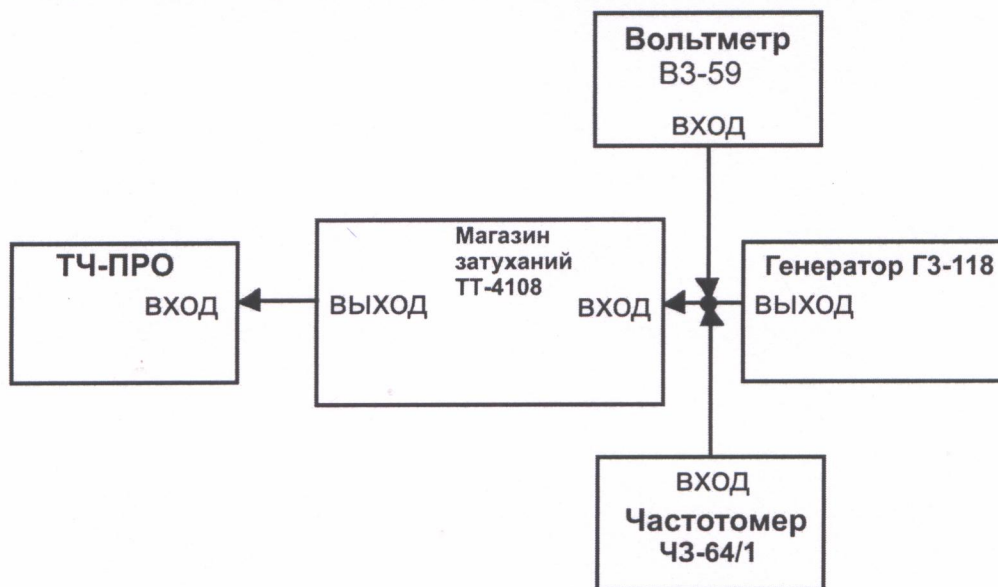 Вольтметр
В3-59
ВХОД
ТЧ-ПРО
ВХОД
Магазин
затуханий
ТТ-4108
ВЫХОД
ВХОД
Генератор Г3-118
ВЫХОД
ВХОД
Частотомер
Ч3-64/1